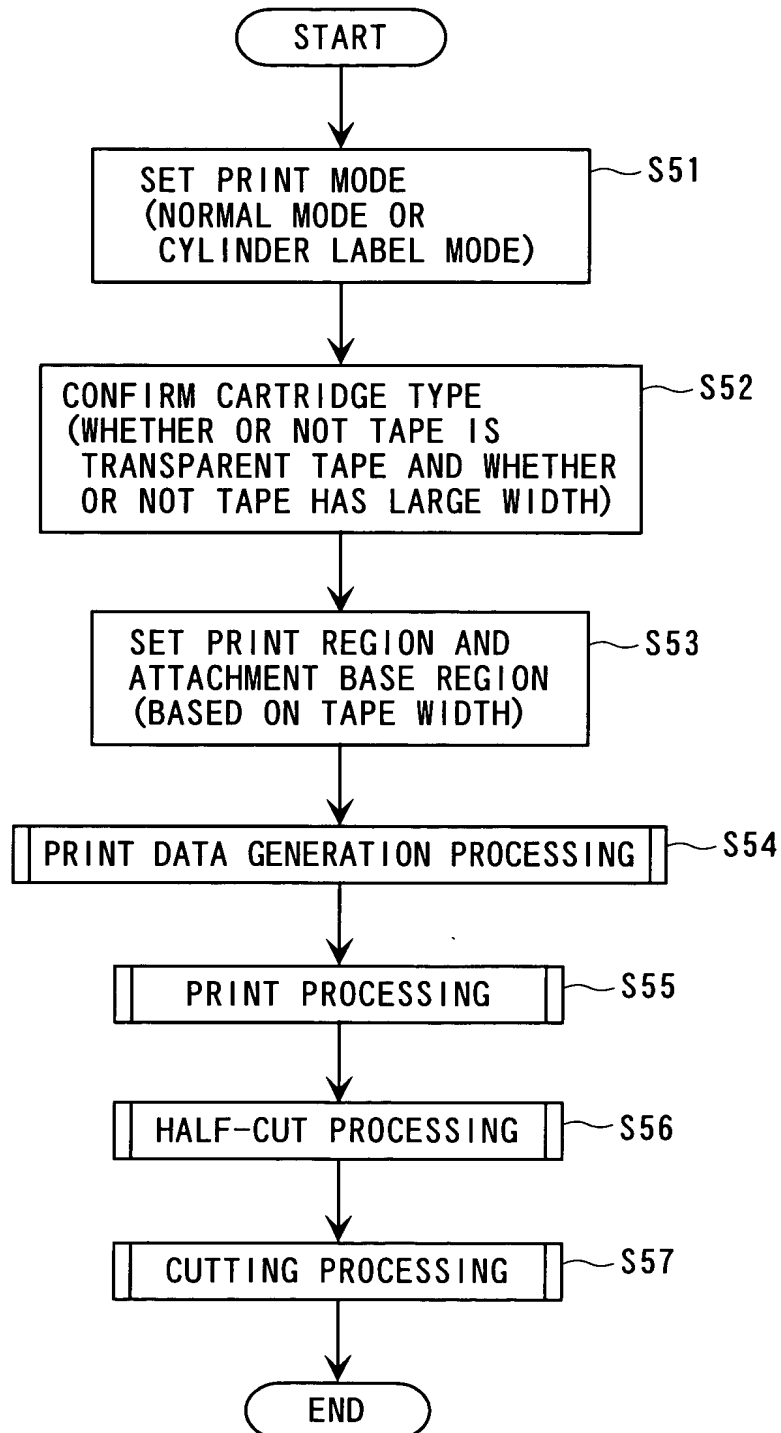 START
SET PRINT MODE
(NORMAL MODE OR
CYLINDER LABEL MODE)
S51
CONFIRM CARTRIDGE TYPE
(WHETHER OR NOT TAPE IS
TRANSPARENT TAPE AND WHETHER
OR NOT TAPE HAS LARGE WIDTH)
S52
SET PRINT REGION AND
ATTACHMENT BASE REGION
(BASED ON TAPE WIDTH)
S53
PRINT DATA GENERATION PROCESSING
S54
PRINT PROCESSING
S55
HALF-CUT PROCESSING
S56
CUTTING PROCESSING
S57
END